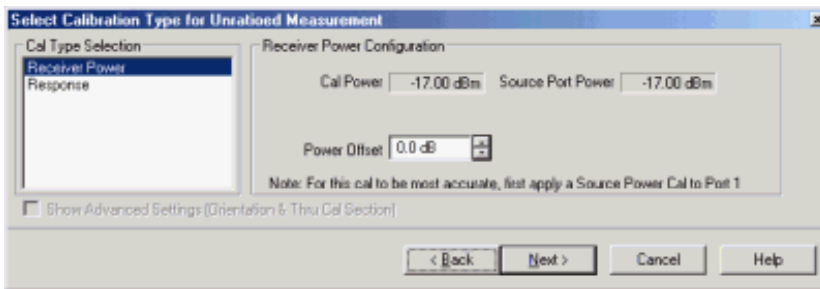 Select Calibration Type for Unratioed Measurement
Cal Type Selection
Receiver Power
Response
Receiver Power Configuration
Cal Power -17.00 dBm Source Port Power -17.00 dBm
Power Offset 0.0 dB
Note: For this cal to be most accurate, first apply a Source Power Cal to Port 1
Show Advanced Settings (Orientation & Thru Cal Section)
< Back Next > Cancel Help